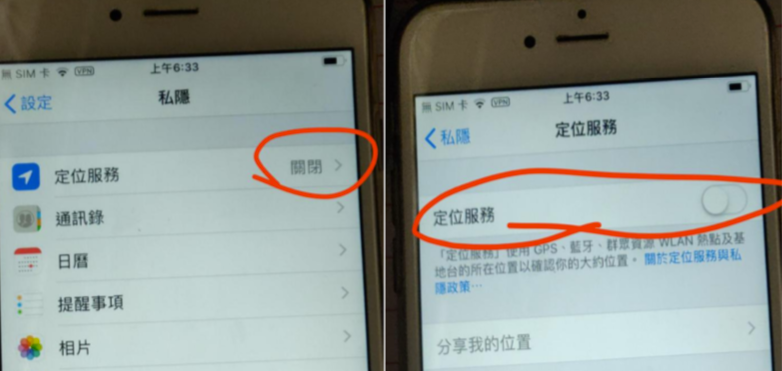 無 SIM 卡 VPN 上午6:33
設定 私隱
定位服務 關閉
通訊錄
日曆
提醒事項
相片
無 SIM 卡 VPN 上午6:33
私隱 定位服務
定位服務
「定位服務」使用 GPS、藍牙、群眾資源 WLAN 熱點及基
地台的所在位置以確認你的大約位置。關於定位服務與私
隱政策⋯
分享我的位置